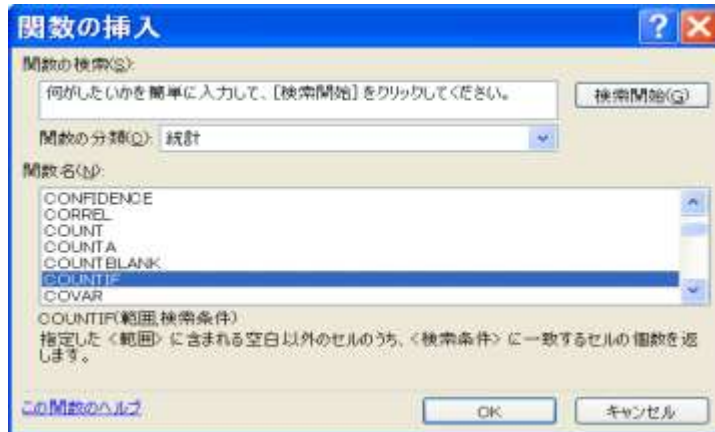 関数の挿入
関数の検索(S):
何がしたいかを簡単に入力して、[検索開始]をクリックしてください。
検索開始(G)
関数の分類(C): 統計
関数名(N):
CONFIDENCE
CORREL
COUNT
COUNTA
COUNTBLANK
COUNTIF
COVAR
COUNTIF(範囲,検索条件)
指定した <範囲> に含まれる空白以外のセルのうち、<検索条件> に一致するセルの個数を返
します。
この関数のヘルプ
OK
キャンセル